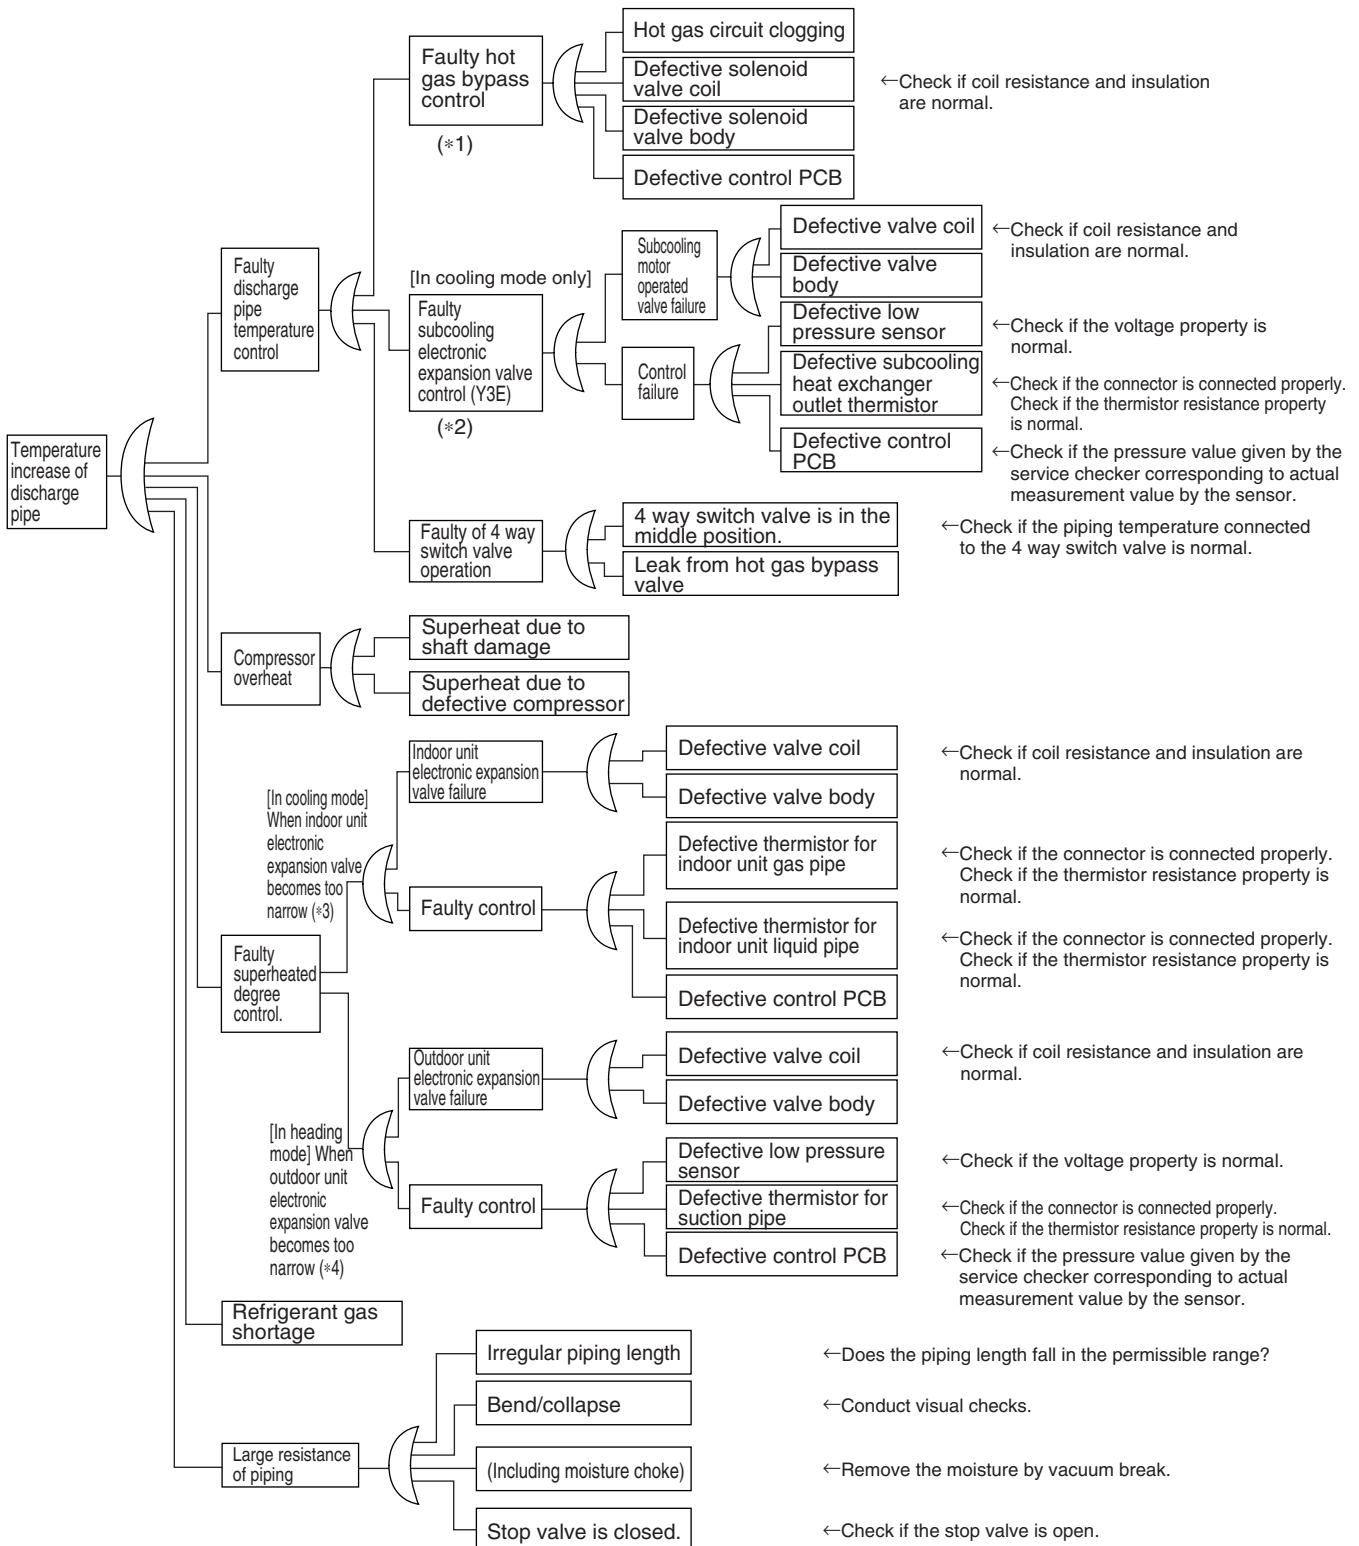 Hot gas circuit clogging
Faulty hot
gas bypass
control
(*1)
Defective solenoid
valve coil
←Check if coil resistance and insulation
are normal.
Defective solenoid
valve body
Defective control PCB
Faulty
discharge
pipe
temperature
control
[In cooling mode only]
Faulty
subcooling
electronic
expansion valve
control (Y3E)
(*2)
Subcooling
motor
operated
valve failure
Defective valve coil
←Check if coil resistance and
insulation are normal.
Defective valve
body
Control
failure
Defective low
pressure sensor
←Check if the voltage property is
normal.
Defective subcooling
heat exchanger
outlet thermistor
←Check if the connector is connected properly.
Check if the thermistor resistance property
is normal.
Defective control
PCB
←Check if the pressure value given by the
service checker corresponding to actual
measurement value by the sensor.
Temperature
increase of
discharge
pipe
Faulty of 4 way
switch valve
operation
4 way switch valve is in the
middle position.
←Check if the piping temperature connected
to the 4 way switch valve is normal.
Leak from hot gas bypass
valve
Compressor
overheat
Superheat due to
shaft damage
Superheat due to
defective compressor
[In cooling mode]
When indoor unit
electronic
expansion valve
becomes too
narrow (*3)
Indoor unit
electronic expansion
valve failure
Defective valve coil
←Check if coil resistance and insulation are
normal.
Defective valve body
Faulty control
Defective thermistor for
indoor unit gas pipe
←Check if the connector is connected properly.
Check if the thermistor resistance property is
normal.
Defective thermistor for
indoor unit liquid pipe
←Check if the connector is connected properly.
Check if the thermistor resistance property is
normal.
Defective control PCB
Faulty
superheated
degree
control.
[In heading
mode] When
outdoor unit
electronic
expansion valve
becomes too
narrow (*4)
Outdoor unit
electronic expansion
valve failure
Defective valve coil
←Check if coil resistance and insulation are
normal.
Defective valve body
Faulty control
Defective low pressure
sensor
←Check if the voltage property is normal.
Defective thermistor for
suction pipe
←Check if the connector is connected properly.
Check if the thermistor resistance property is normal.
Defective control PCB
←Check if the pressure value given by the
service checker corresponding to actual
measurement value by the sensor.
Refrigerant gas
shortage
Large resistance
of piping
Irregular piping length
←Does the piping length fall in the permissible range?
Bend/collapse
←Conduct visual checks.
(Including moisture choke)
←Remove the moisture by vacuum break.
Stop valve is closed.
←Check if the stop valve is open.